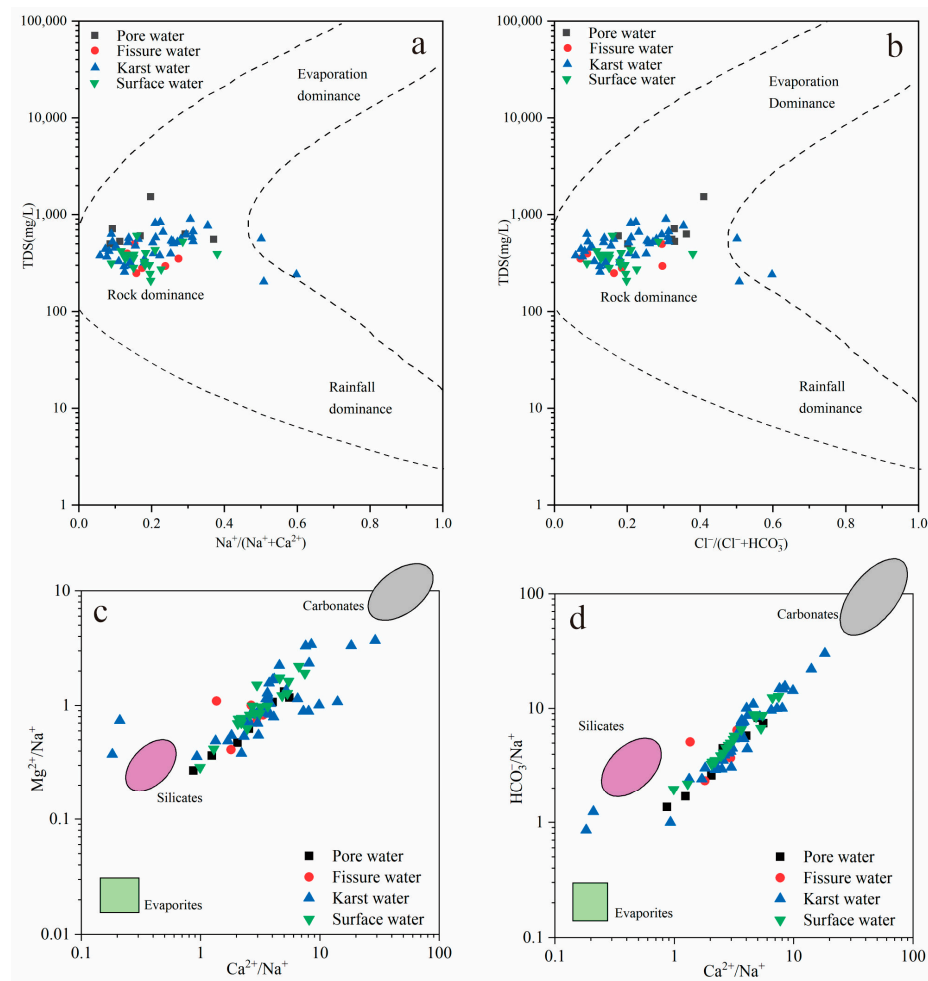 a
Pore water
Fissure water
Karst water
Surface water
Evaporation
dominance
Rock dominance
Rainfall
dominance
100,000
10,000
1,000
100
10
1
TDS(mg/L)
0.0 0.2 0.4 0.6 0.8 1.0
Na⁺/(Na⁺+Ca²⁺)
b
Pore water
Fissure water
Karst water
Surface water
Evaporation
Dominance
Rock dominance
Rainfall
dominance
100,000
10,000
1,000
100
10
1
TDS(mg/L)
0.0 0.2 0.4 0.6 0.8 1.0
Cl⁻/(Cl⁻+HCO₃⁻)
c
Carbonates
Silicates
Evaporites
Pore water
Fissure water
Karst water
Surface water
10
1
0.1
0.01
Mg²⁺/Na⁺
0.1 1 10 100
Ca²⁺/Na⁺
d
Carbonates
Silicates
Evaporites
Pore water
Fissure water
Karst water
Surface water
100
10
1
0.1
HCO₃⁻/Na⁺
0.1 1 10 100
Ca²⁺/Na⁺